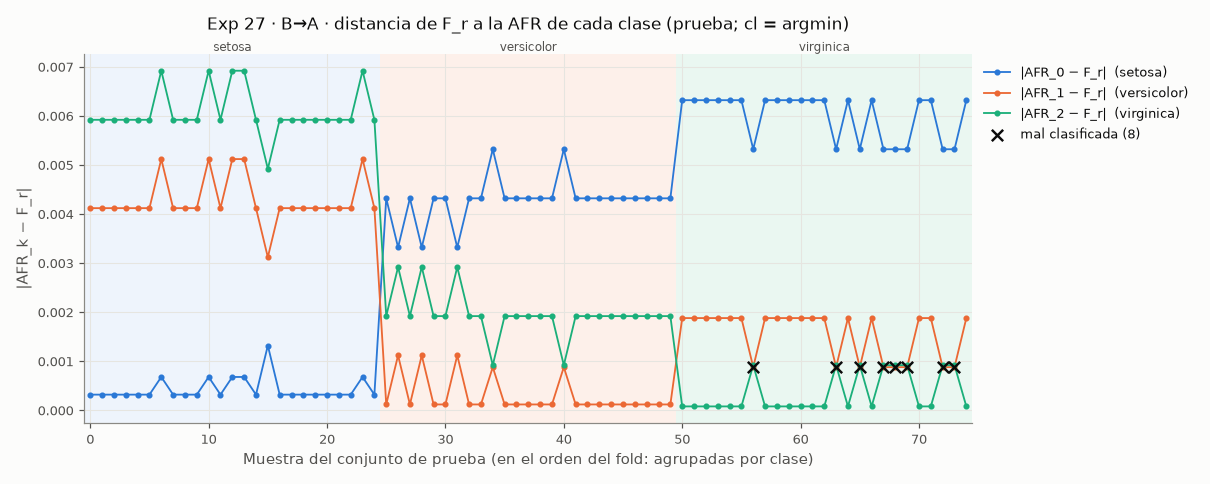 Exp 27 · B→A · distancia de F_r a la AFR de cada clase (prueba; cl = argmin)
setosa
versicolor
virginica
|AFR_0 − F_r| (setosa)
|AFR_1 − F_r| (versicolor)
|AFR_2 − F_r| (virginica)
mal clasificada (8)
|AFR_k − F_r|
0.007
0.006
0.005
0.004
0.003
0.002
0.001
0.000
0
10
20
30
40
50
60
70
Muestra del conjunto de prueba (en el orden del fold: agrupadas por clase)